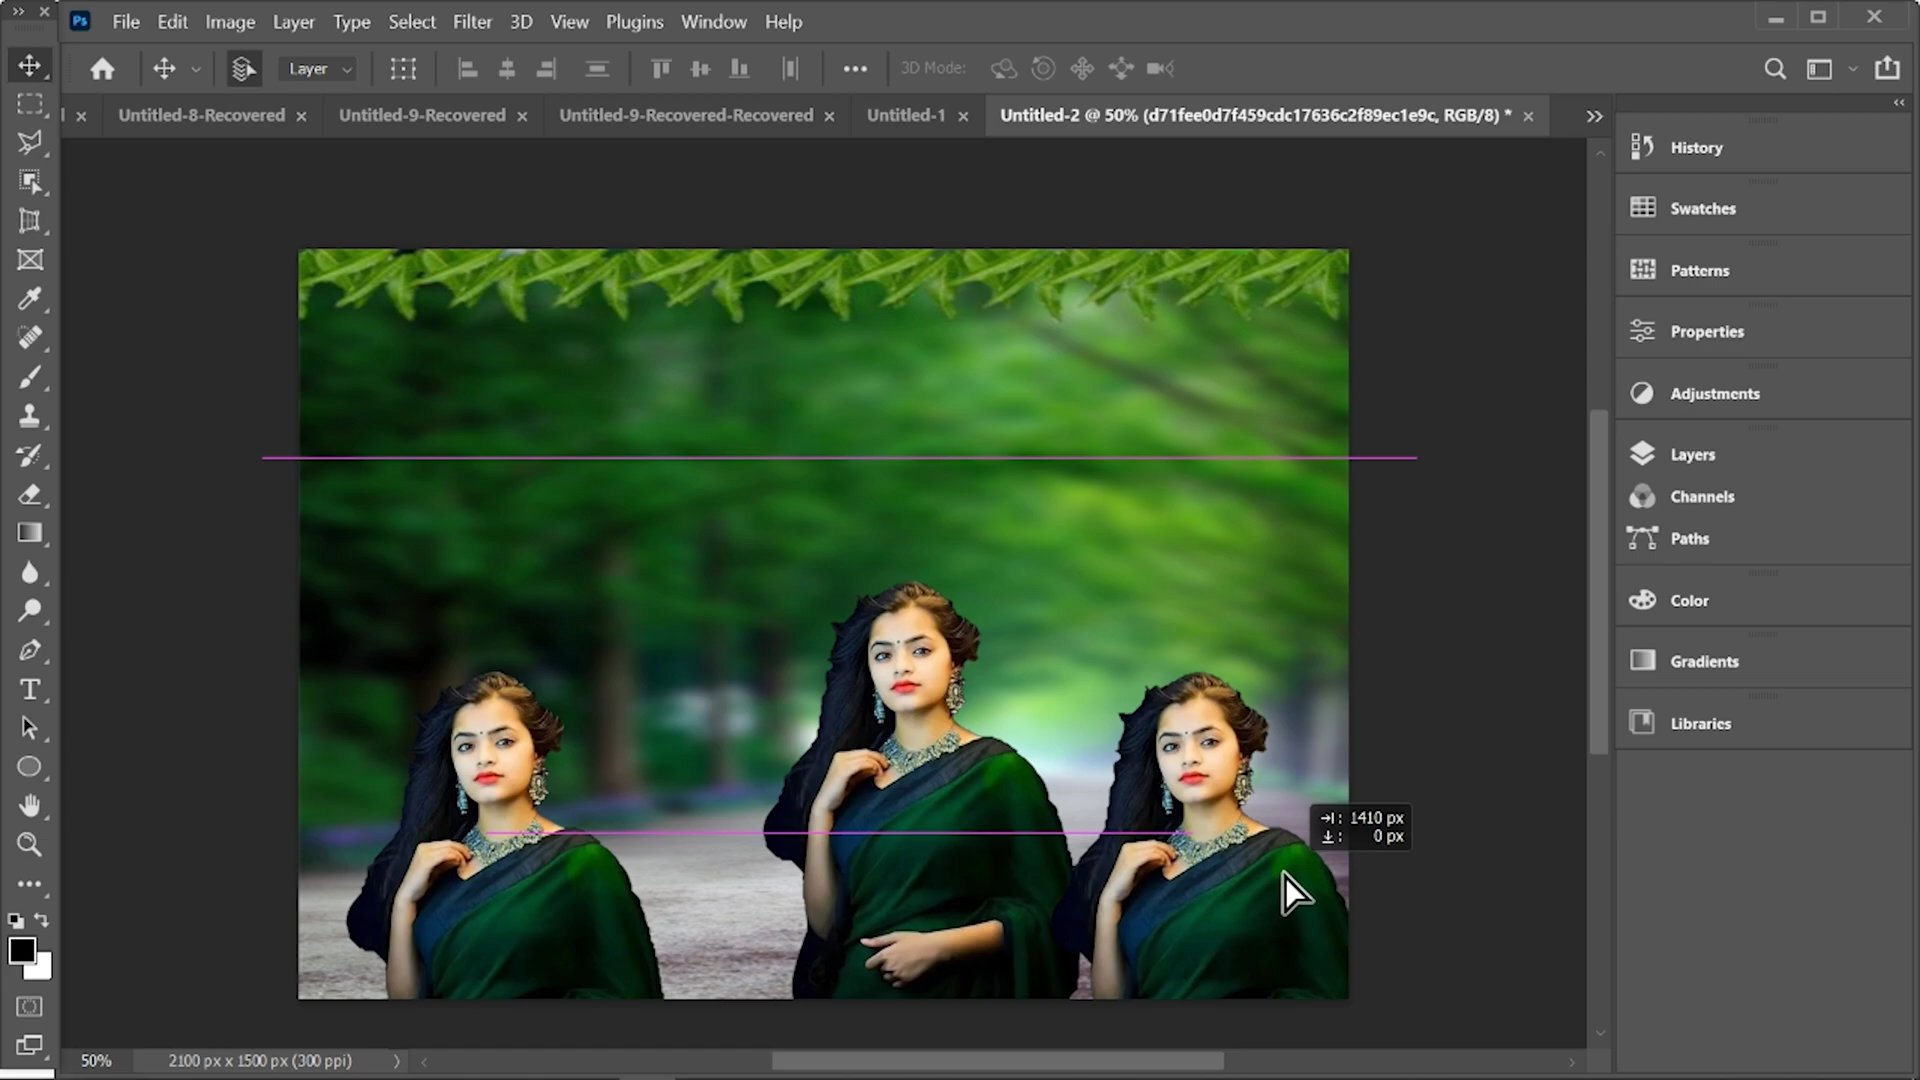 Ps File Edit Image Layer Type Select Filter 3D View Plugins Window Help
Layer 3D Mode:
Untitled-8-Recovered Untitled-9-Recovered Untitled-9-Recovered-Recovered Untitled-1 Untitled-2 @ 50% (d71fee0d7f459cdc17636c2f89ec1e9c, RGB/8) *
History
Swatches
Patterns
Properties
Adjustments
Layers
Channels
Paths
Color
Gradients
Libraries
1410 px
0 px
50% 2100 px x 1500 px (300 ppi)